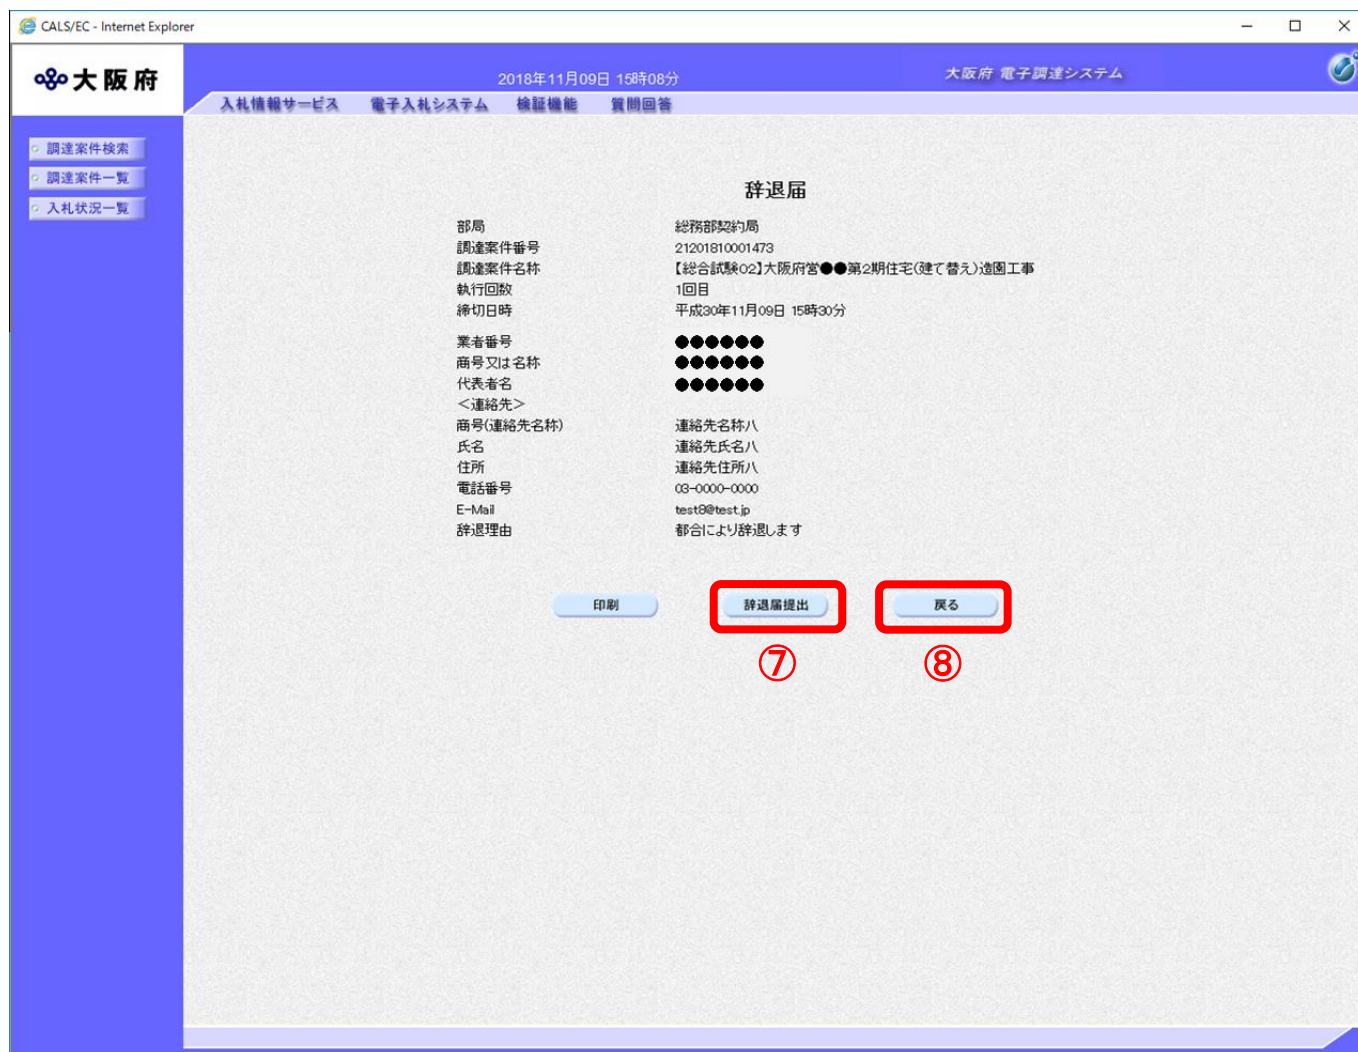 CALS/EC - Internet Explorer
大阪府
2018年11月09日 15時08分
大阪府 電子調達システム
入札情報サービス 電子入札システム 検証機能 質問回答
調達案件検索
調達案件一覧
入札状況一覧
辞退届
部局 総務部契約局
調達案件番号 21201810001473
調達案件名称 【総合試験02】大阪府営●●第2期住宅(建て替え)造園工事
執行回数 1回目
締切日時 平成30年11月09日 15時30分
業者番号 ●●●●●●
商号又は名称 ●●●●●●
代表者名 ●●●●●●
＜連絡先＞
商号(連絡先名称) 連絡先名称八
氏名 連絡先氏名八
住所 連絡先住所八
電話番号 03-0000-0000
E-Mail test8@test.jp
辞退理由 都合により辞退します
印刷 辞退届提出 戻る
⑦ ⑧